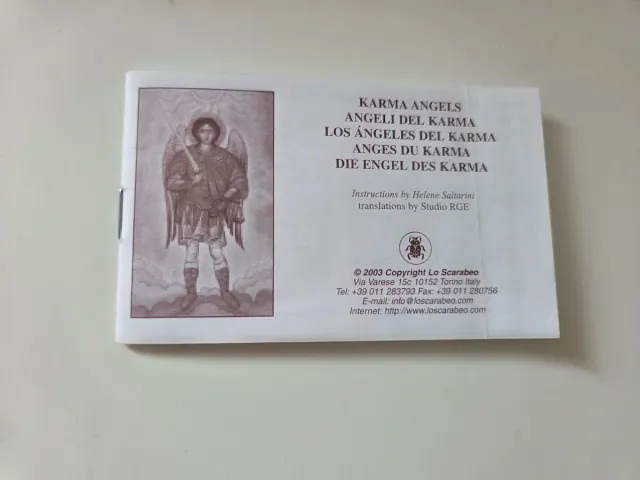 KARMA ANGELS
ANGELI DEL KARMA
LOS ÁNGELES DEL KARMA
ANGES DU KARMA
DIE ENGEL DES KARMA
Instructions by Helene Saltarini
translations by Studio RGE
© 2003 Copyright Lo Scarabeo
Via Varese 15c 10152 Torino Italy
Tel: +39 011 283793 Fax: +39 011 280756
E-mail: info@loscarabeo.com
Internet: http://www.loscarabeo.com